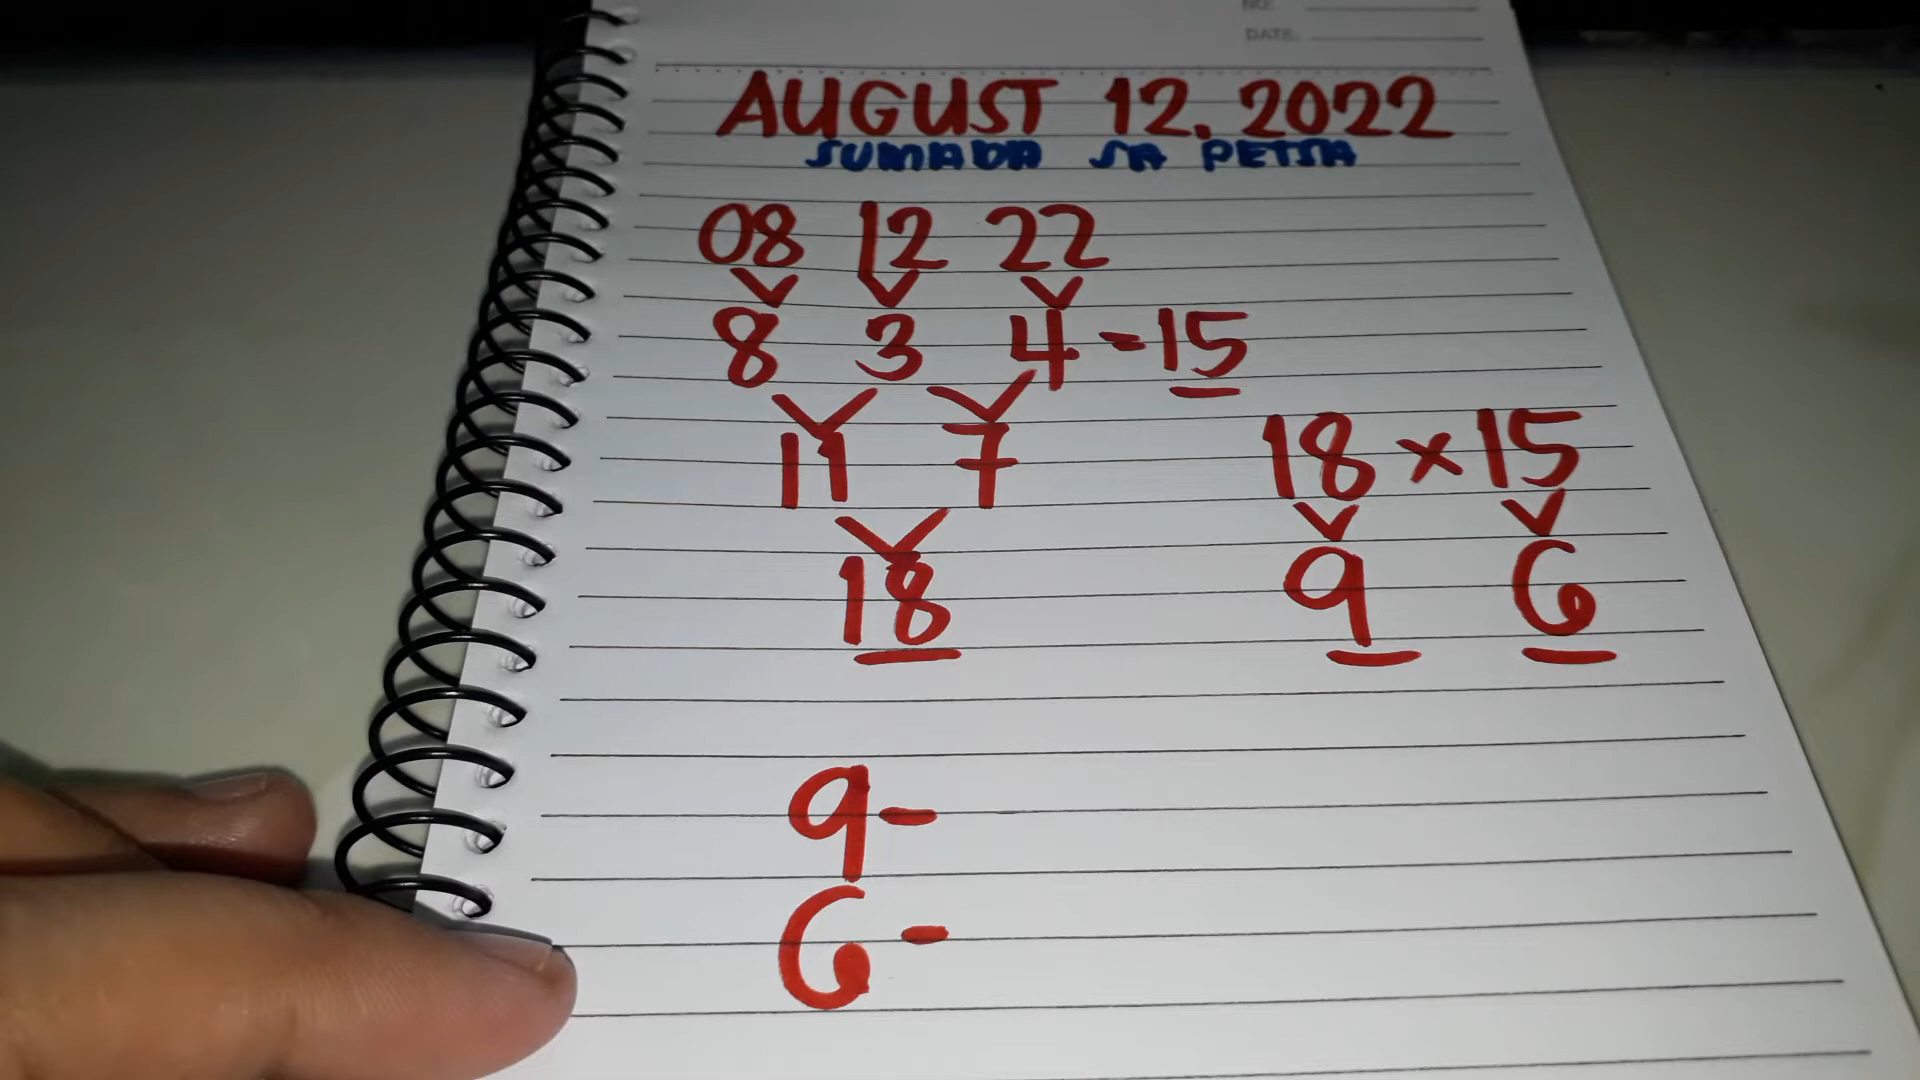 NO:
DATE:
AUGUST 12. 2022
SUMADA SA PETSA
08 12 22
8 3 4 - 15
11 7
18 × 15
18
9 6
9 -
6 -